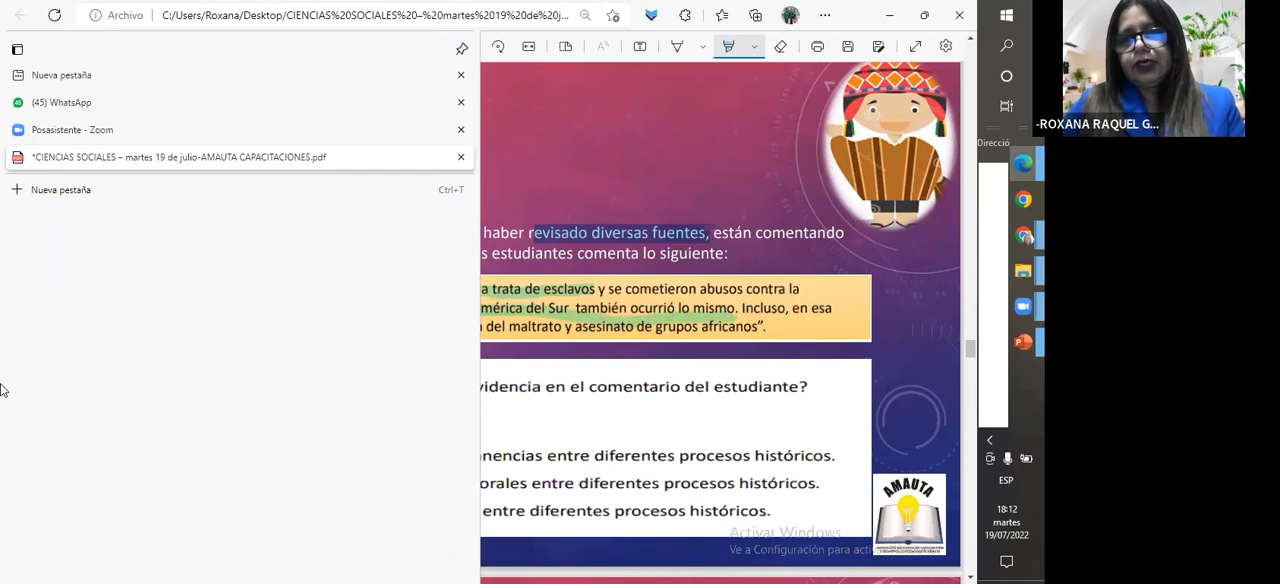 Archivo
C:/Users/Roxana/Desktop/CIENCIAS%20SOCIALES%20–%20martes%2019%20de%20j...
Nueva pestaña
(45) WhatsApp
Posasistente - Zoom
*CIENCIAS SOCIALES – martes 19 de julio-AMAUTA CAPACITACIONES.pdf
Nueva pestaña
Ctrl+T
haber revisado diversas fuentes, están comentando
s estudiantes comenta lo siguiente:
a trata de esclavos y se cometieron abusos contra la
mérica del Sur también ocurrió lo mismo. Incluso, en esa
del maltrato y asesinato de grupos africanos”.
videncia en el comentario del estudiante?
nencias entre diferentes procesos históricos.
orales entre diferentes procesos históricos.
entre diferentes procesos históricos.
AMAUTA
Activar Windows
Ve a Configuración para acti
-ROXANA RAQUEL G...
Direcció
ESP
18:12
martes
19/07/2022